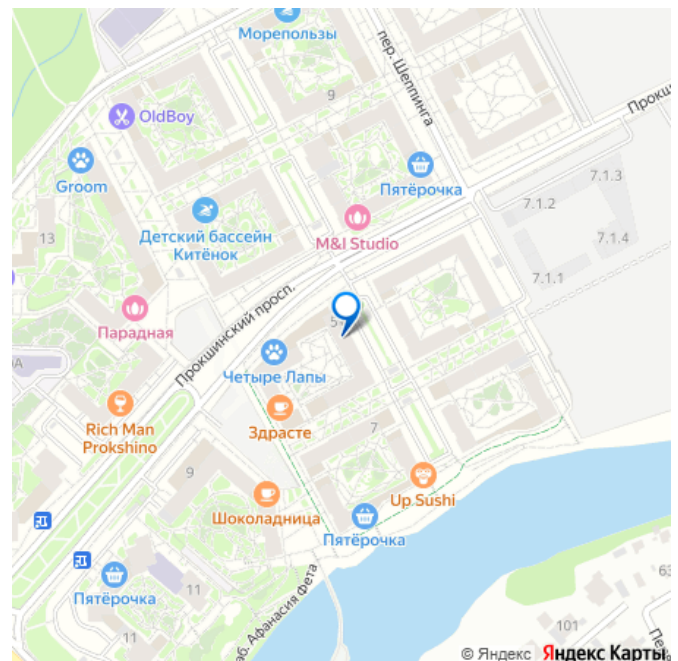 Морепользы
пер. Шеппинга
9
OldBoy
Groom
Пятёрочка
7.1.3
7.1.2
7.1.4
7.1.1
Детский бассейн
Китёнок
M&I Studio
13
Прокшинский просп.
Парадная
Четыре Лапы
Rich Man
Prokshino
Здрасте
7
9
Шоколадница
Up Sushi
Пятёрочка
Пятёрочка
11
11
наб. Афанасия Фета
101
© Яндекс Яндекс Карты